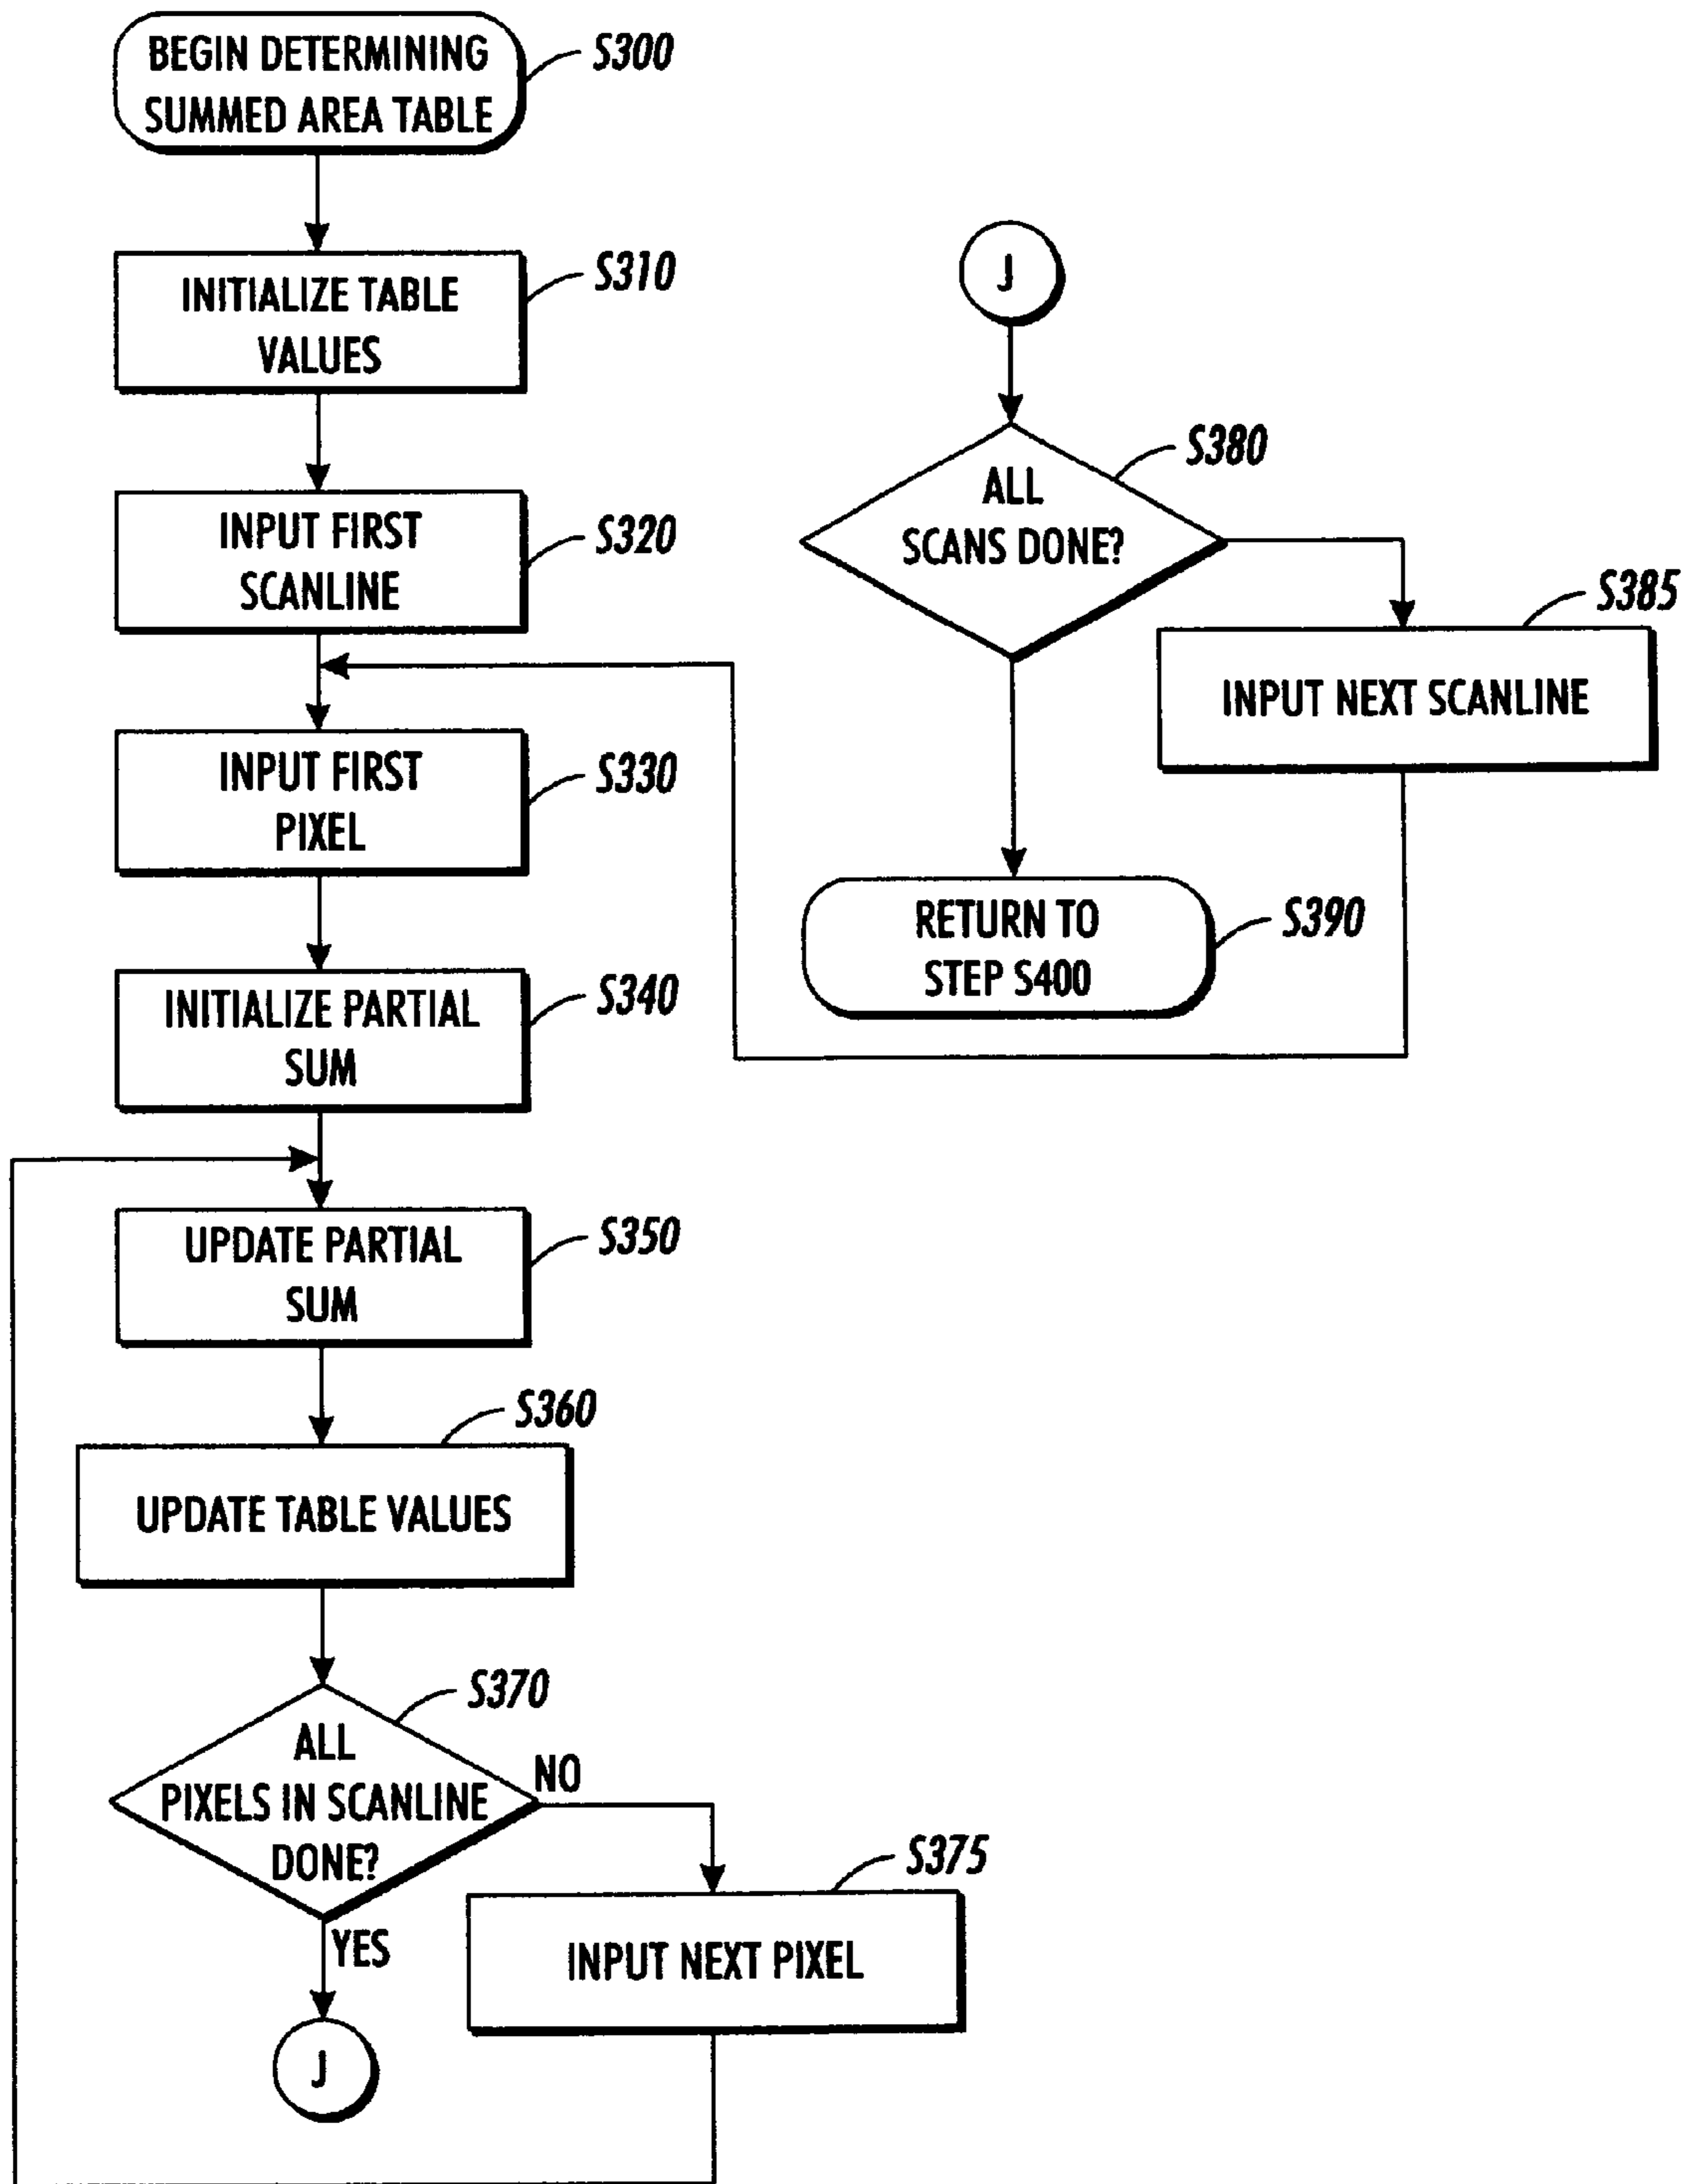 BEGIN DETERMINING
SUMMED AREA TABLE
S300
INITIALIZE TABLE
VALUES
S310
INPUT FIRST
SCANLINE
S320
INPUT FIRST
PIXEL
S330
INITIALIZE PARTIAL
SUM
S340
UPDATE PARTIAL
SUM
S350
S360
UPDATE TABLE VALUES
S370
ALL
PIXELS IN SCANLINE
DONE?
NO
YES
S375
INPUT NEXT PIXEL
J
J
S380
ALL
SCANS DONE?
S385
INPUT NEXT SCANLINE
RETURN TO
STEP S400
S390